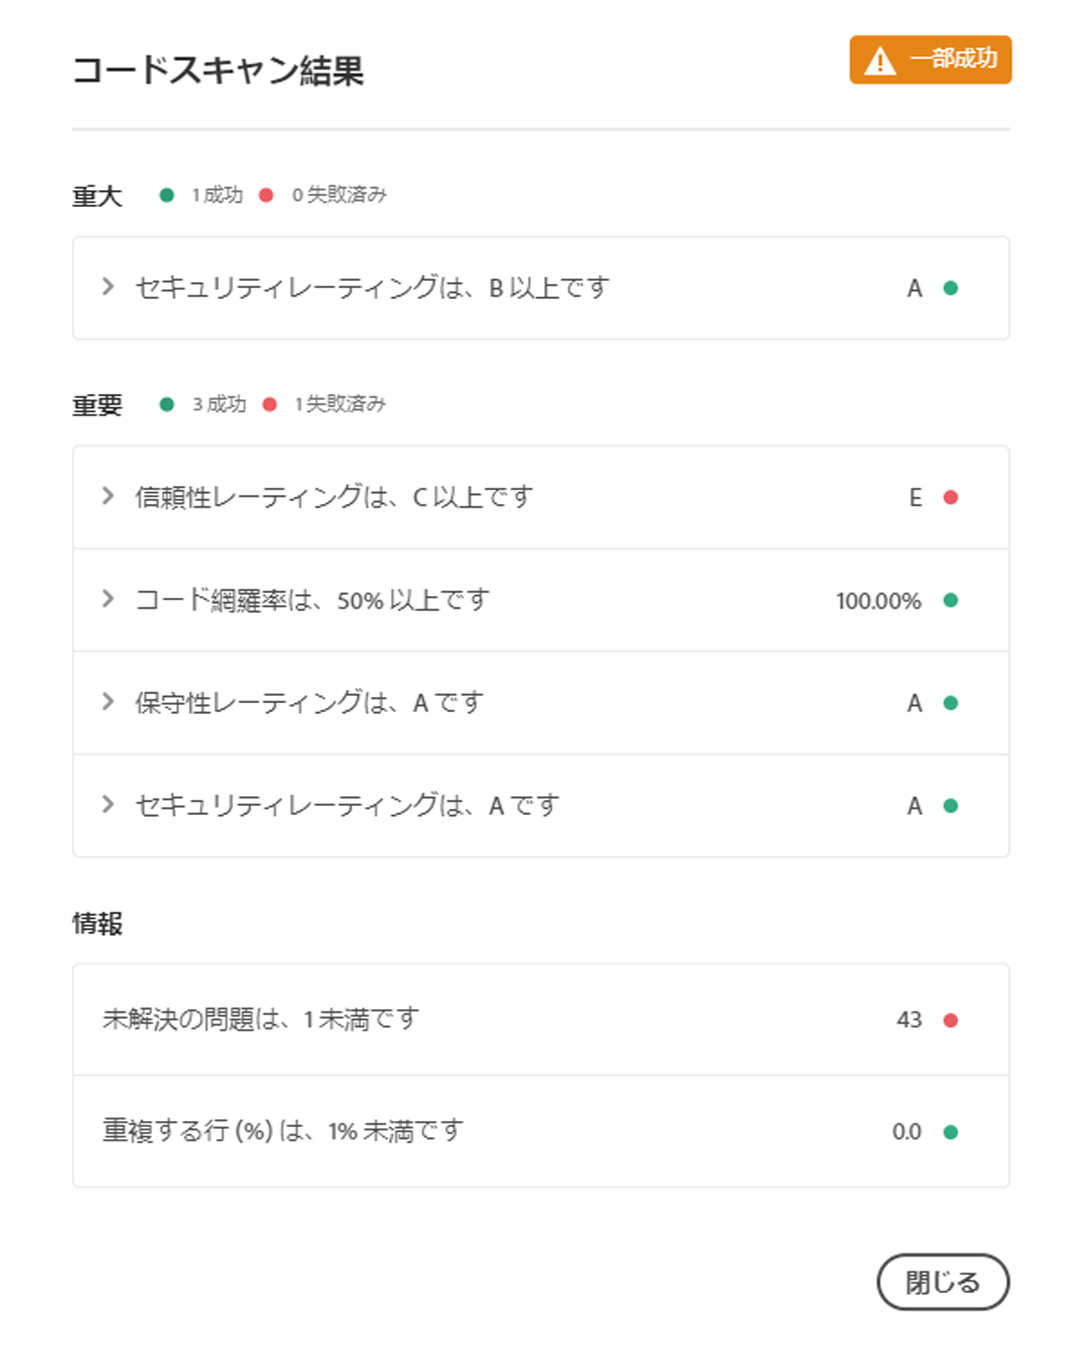 コードスキャン結果
一部成功
重大 1 成功 0 失敗済み
セキュリティレーティングは、B 以上です A
重要 3 成功 1 失敗済み
信頼性レーティングは、C 以上です E
コード網羅率は、50% 以上です 100.00%
保守性レーティングは、A です A
セキュリティレーティングは、A です A
情報
未解決の問題は、1 未満です 43
重複する行 (%) は、1% 未満です 0.0
閉じる